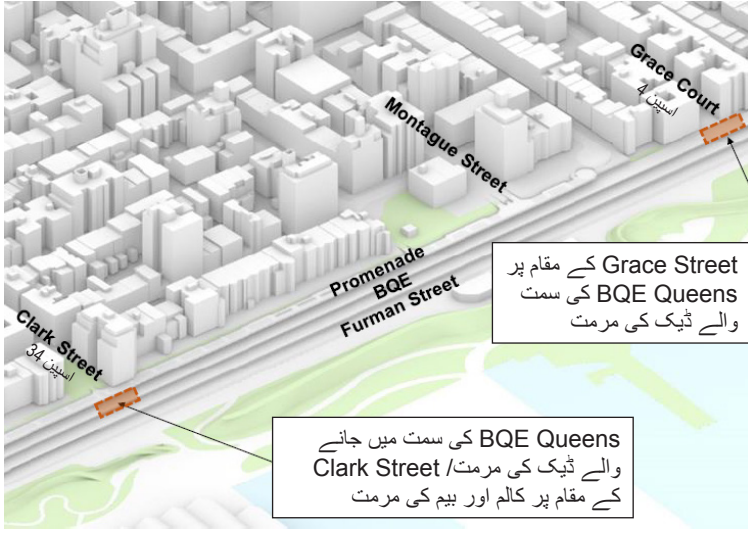 Grace Court
اسپین 4
Montague Street
Grace Street کے مقام پر
BQE Queens کی سمت
والے ڈیک کی مرمت
Promenade
BQE
Furman Street
Clark Street
اسپین 34
BQE Queens کی سمت میں جانے
والے ڈیک کی مرمت/ Clark Street
کے مقام پر کالم اور بیم کی مرمت